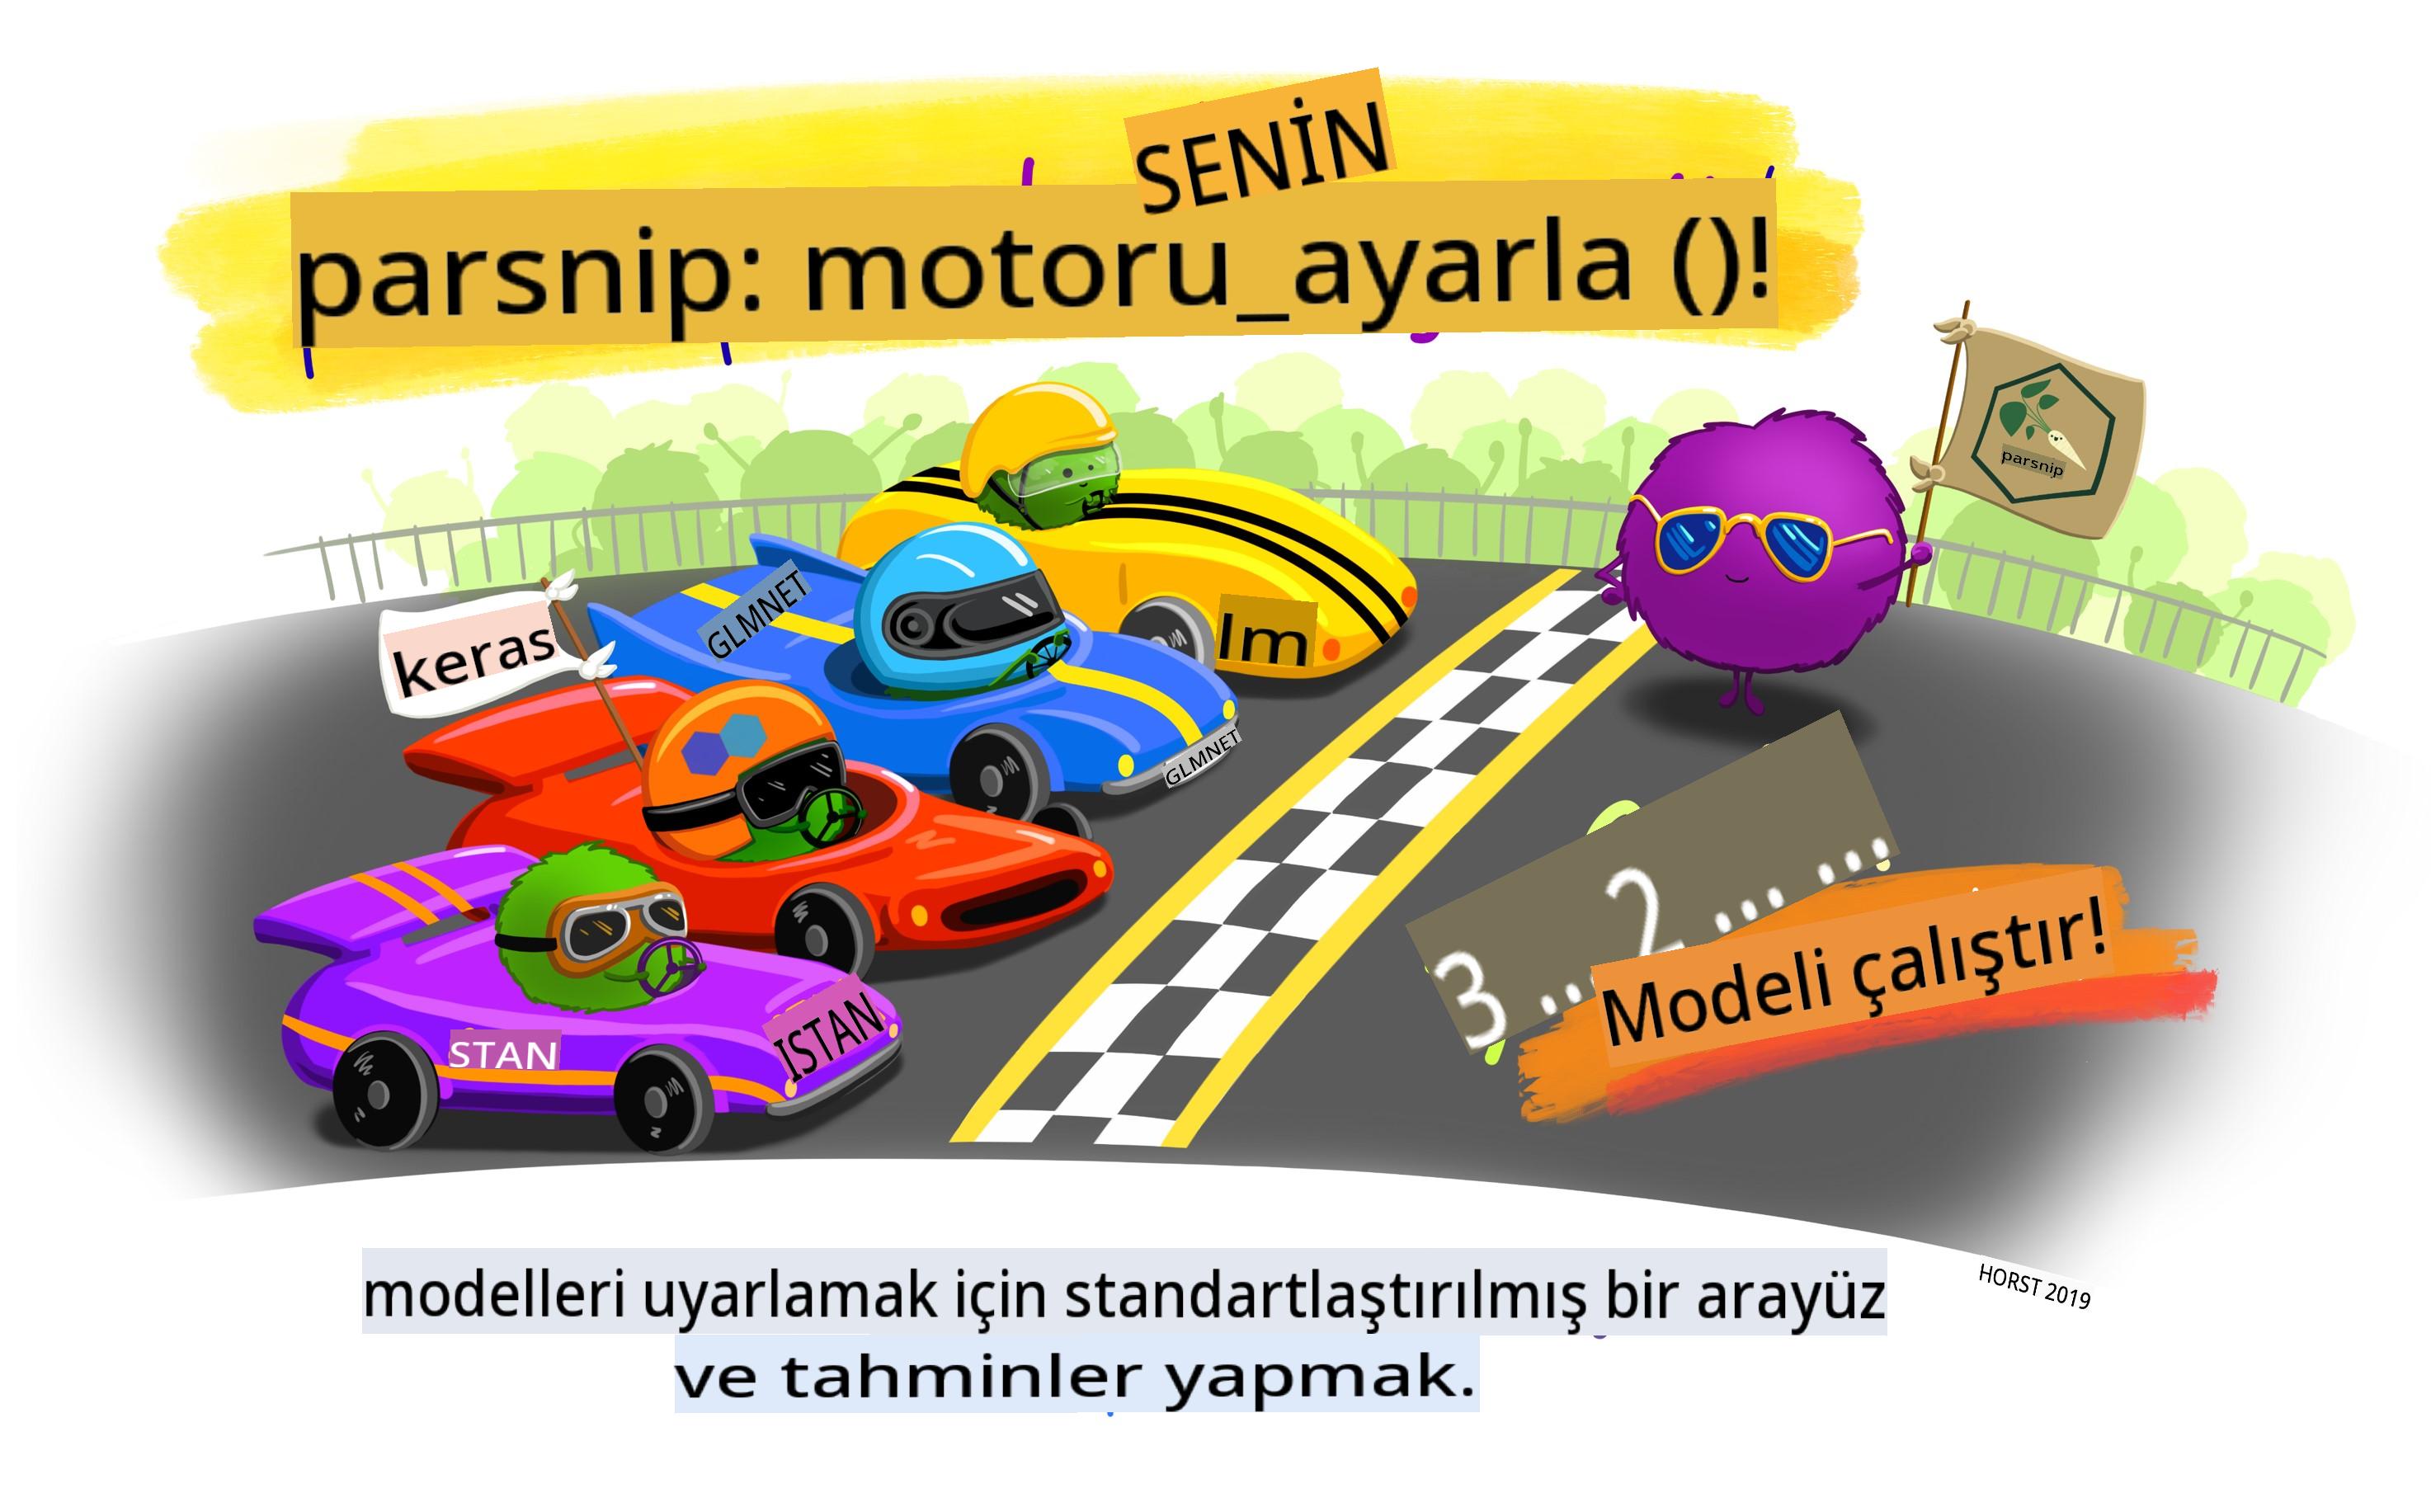 SENİN
parsnip: motoru_ayarla ()!
parsnip
keras
GLMNET
lm
GLMNET
STAN
ISTAN
3 ... 2 .... ....
Modeli çalıştır!
modelleri uyarlamak için standartlaştırılmış bir arayüz
ve tahminler yapmak.
HORST 2019